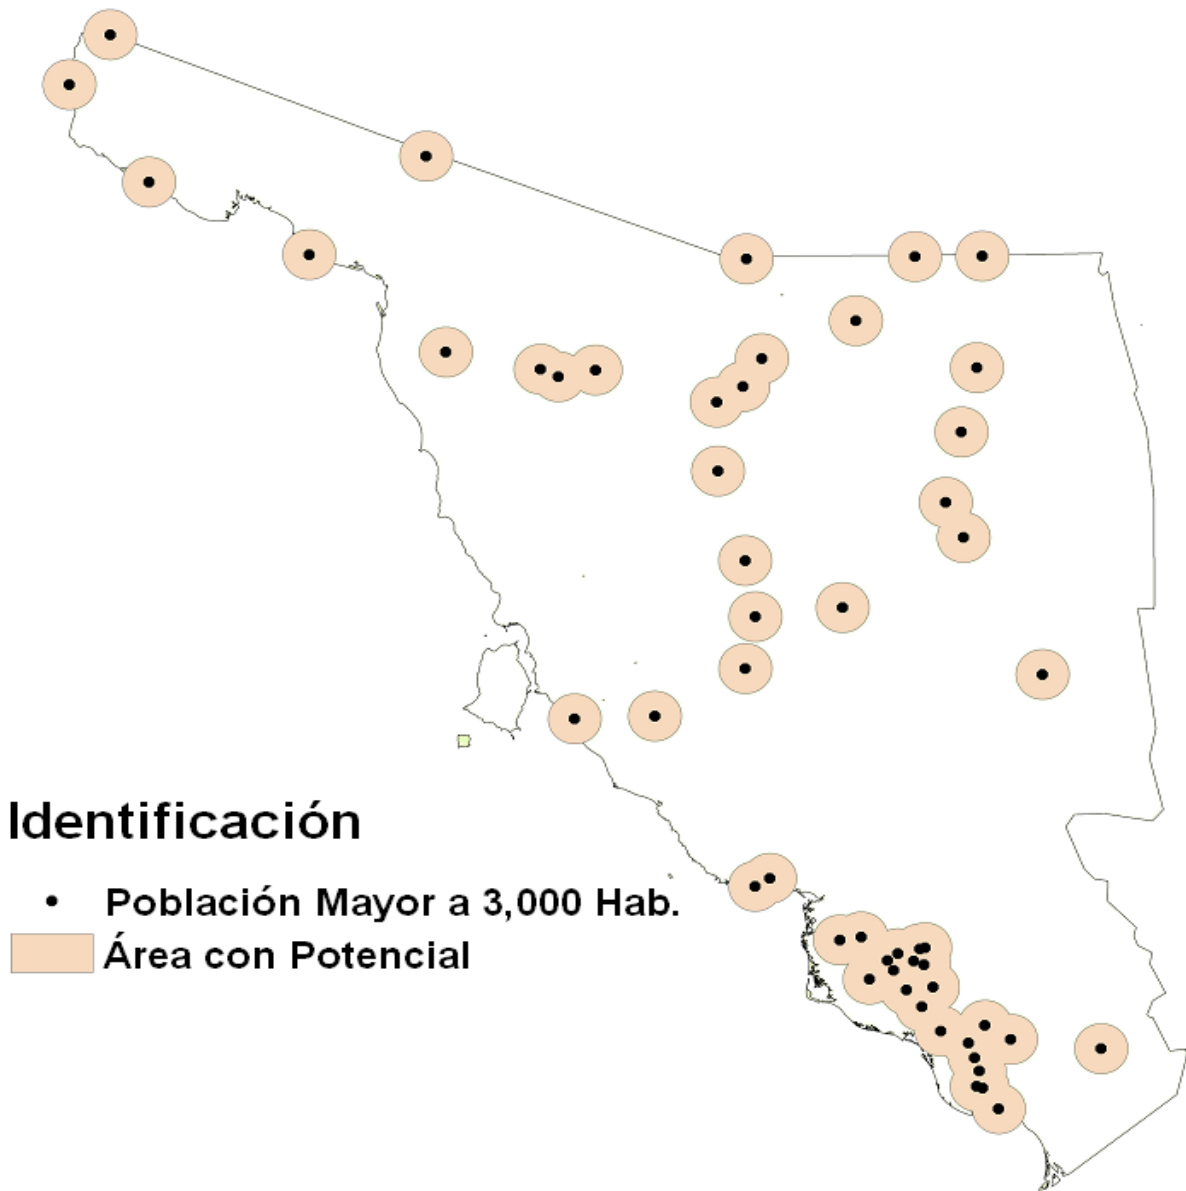 Identificación
Población Mayor a 3,000 Hab.
Área con Potencial